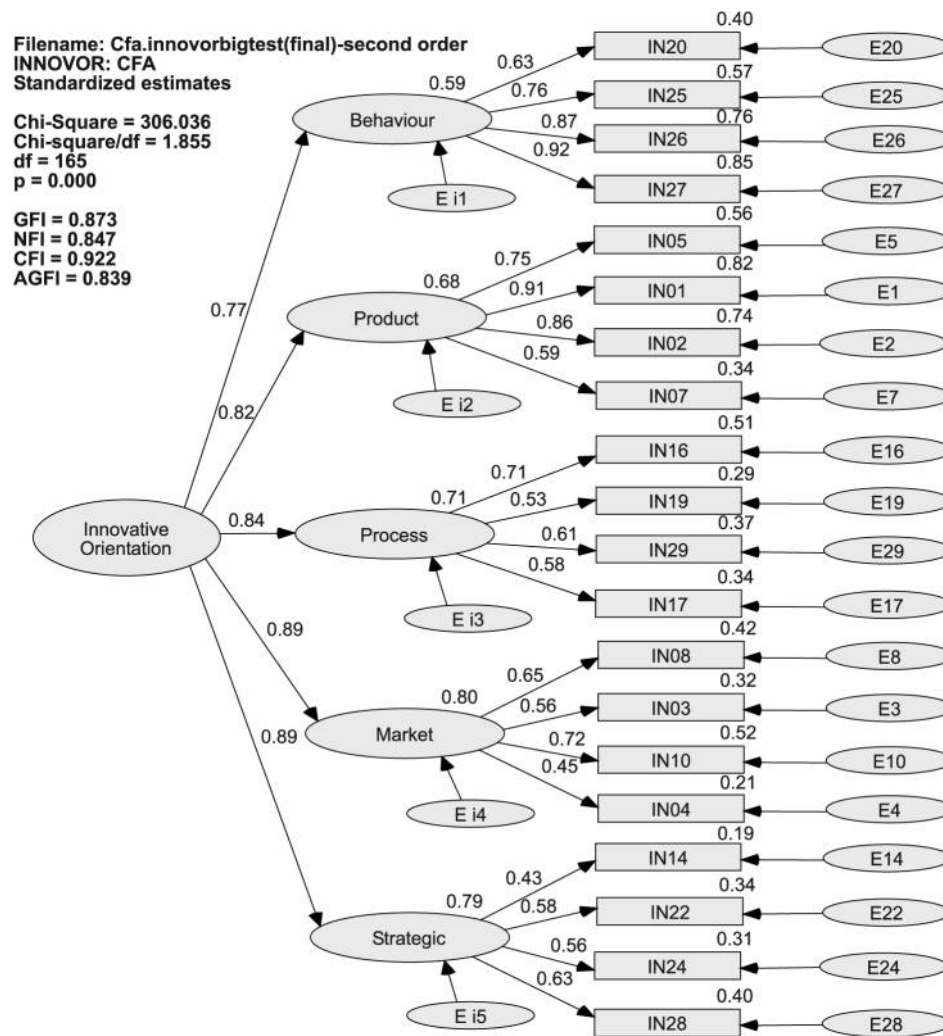 Filename: Cfa.innovorbigtest(final)-second order
INNOVOR: CFA
Standardized estimates
Chi-Square = 306.036
Chi-square/df = 1.855
df = 165
p = 0.000
GFI = 0.873
NFI = 0.847
CFI = 0.922
AGFI = 0.839
Innovative
Orientation
0.77
0.82
0.84
0.89
0.89
0.59
Behaviour
E i1
0.63
0.76
0.87
0.92
0.40
IN20
E20
0.57
IN25
E25
0.76
IN26
E26
0.85
IN27
E27
0.68
Product
E i2
0.75
0.91
0.86
0.59
0.56
IN05
E5
0.82
IN01
E1
0.74
IN02
E2
0.34
IN07
E7
0.71
Process
E i3
0.71
0.53
0.61
0.58
0.51
IN16
E16
0.29
IN19
E19
0.37
IN29
E29
0.34
IN17
E17
0.80
Market
E i4
0.65
0.56
0.72
0.45
0.42
IN08
E8
0.32
IN03
E3
0.52
IN10
E10
0.21
IN04
E4
0.79
Strategic
E i5
0.43
0.58
0.56
0.63
0.19
IN14
E14
0.34
IN22
E22
0.31
IN24
E24
0.40
IN28
E28